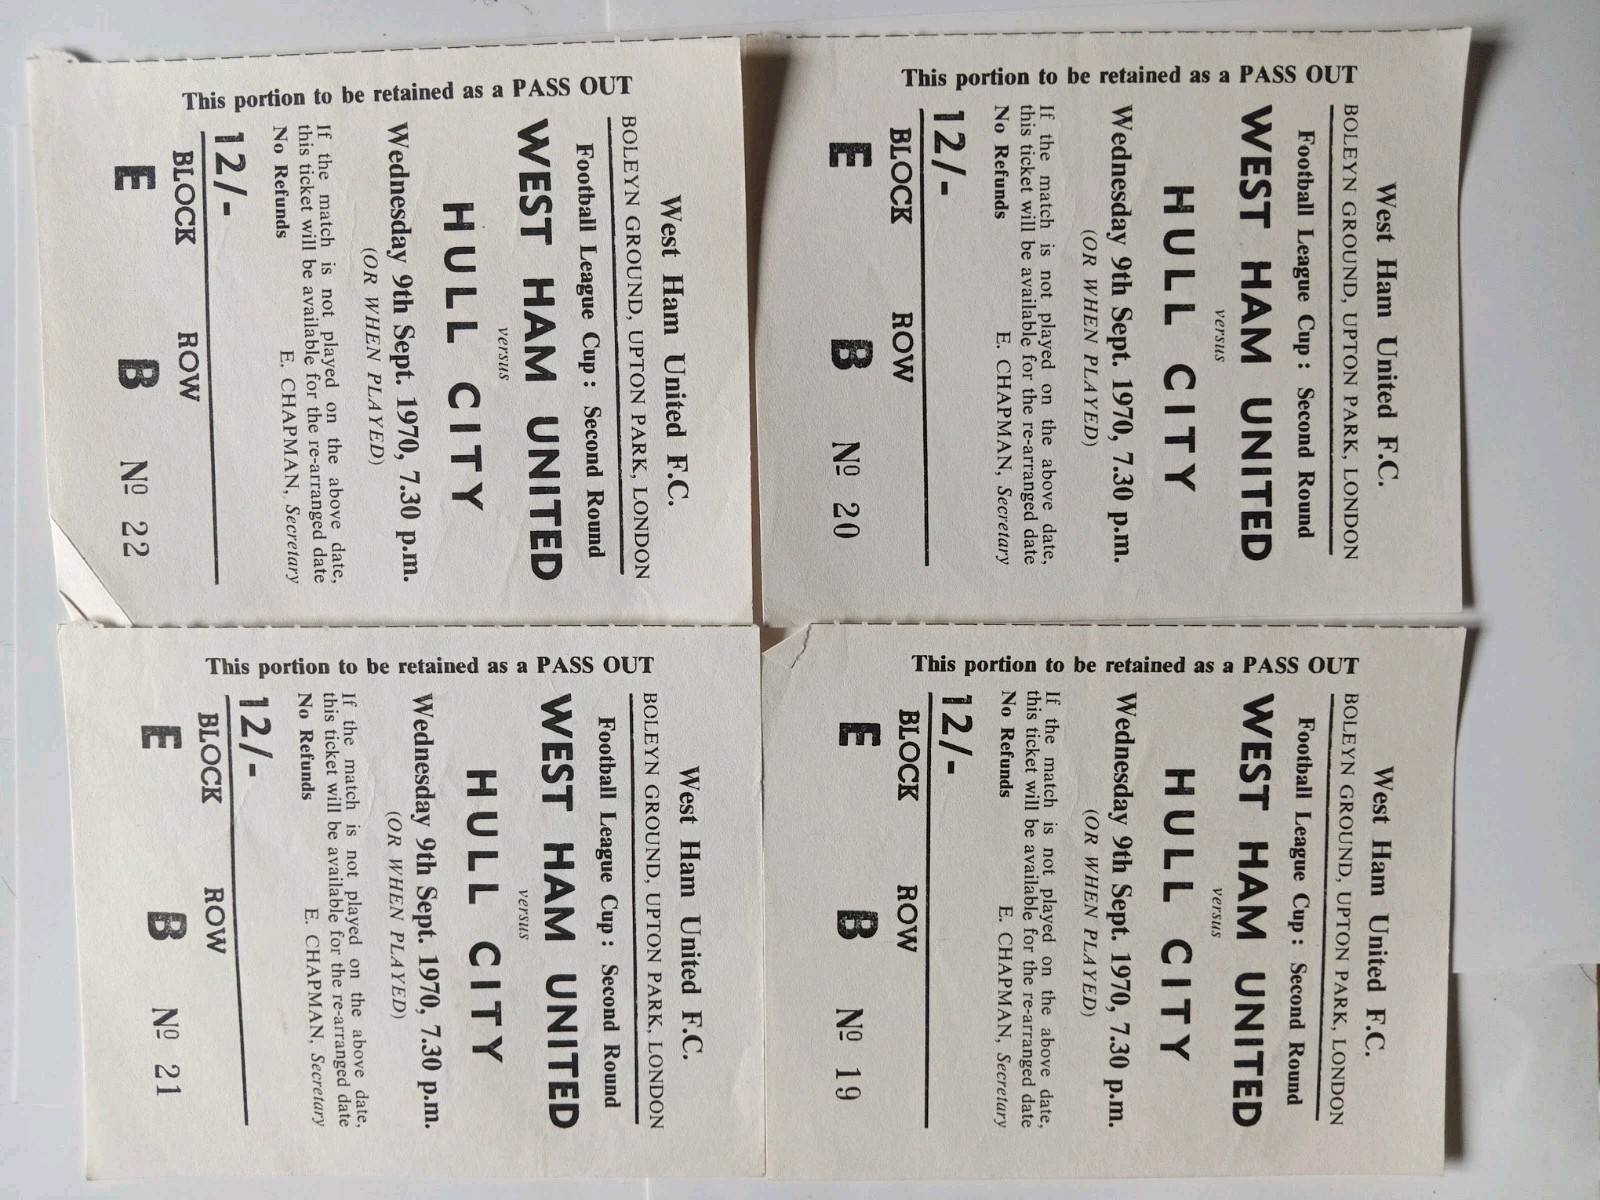 This portion to be retained as a PASS OUT
West Ham United F.C.
BOLEYN GROUND, UPTON PARK, LONDON
Football League Cup : Second Round
WEST HAM UNITED
versus
HULL CITY
Wednesday 9th Sept. 1970, 7.30 p.m.
(OR WHEN PLAYED)
If the match is not played on the above date,
this ticket will be available for the re-arranged date
No Refunds E. CHAPMAN, Secretary
12/-
BLOCK ROW
E B Nº 22
This portion to be retained as a PASS OUT
West Ham United F.C.
BOLEYN GROUND, UPTON PARK, LONDON
Football League Cup : Second Round
WEST HAM UNITED
versus
HULL CITY
Wednesday 9th Sept. 1970, 7.30 p.m.
(OR WHEN PLAYED)
If the match is not played on the above date,
this ticket will be available for the re-arranged date
No Refunds E. CHAPMAN, Secretary
12/-
BLOCK ROW
E B Nº 20
This portion to be retained as a PASS OUT
West Ham United F.C.
BOLEYN GROUND, UPTON PARK, LONDON
Football League Cup : Second Round
WEST HAM UNITED
versus
HULL CITY
Wednesday 9th Sept. 1970, 7.30 p.m.
(OR WHEN PLAYED)
If the match is not played on the above date,
this ticket will be available for the re-arranged date
No Refunds E. CHAPMAN, Secretary
12/-
BLOCK ROW
E B Nº 21
This portion to be retained as a PASS OUT
West Ham United F.C.
BOLEYN GROUND, UPTON PARK, LONDON
Football League Cup : Second Round
WEST HAM UNITED
versus
HULL CITY
Wednesday 9th Sept. 1970, 7.30 p.m.
(OR WHEN PLAYED)
If the match is not played on the above date,
this ticket will be available for the re-arranged date
No Refunds E. CHAPMAN, Secretary
12/-
BLOCK ROW
E B Nº 19